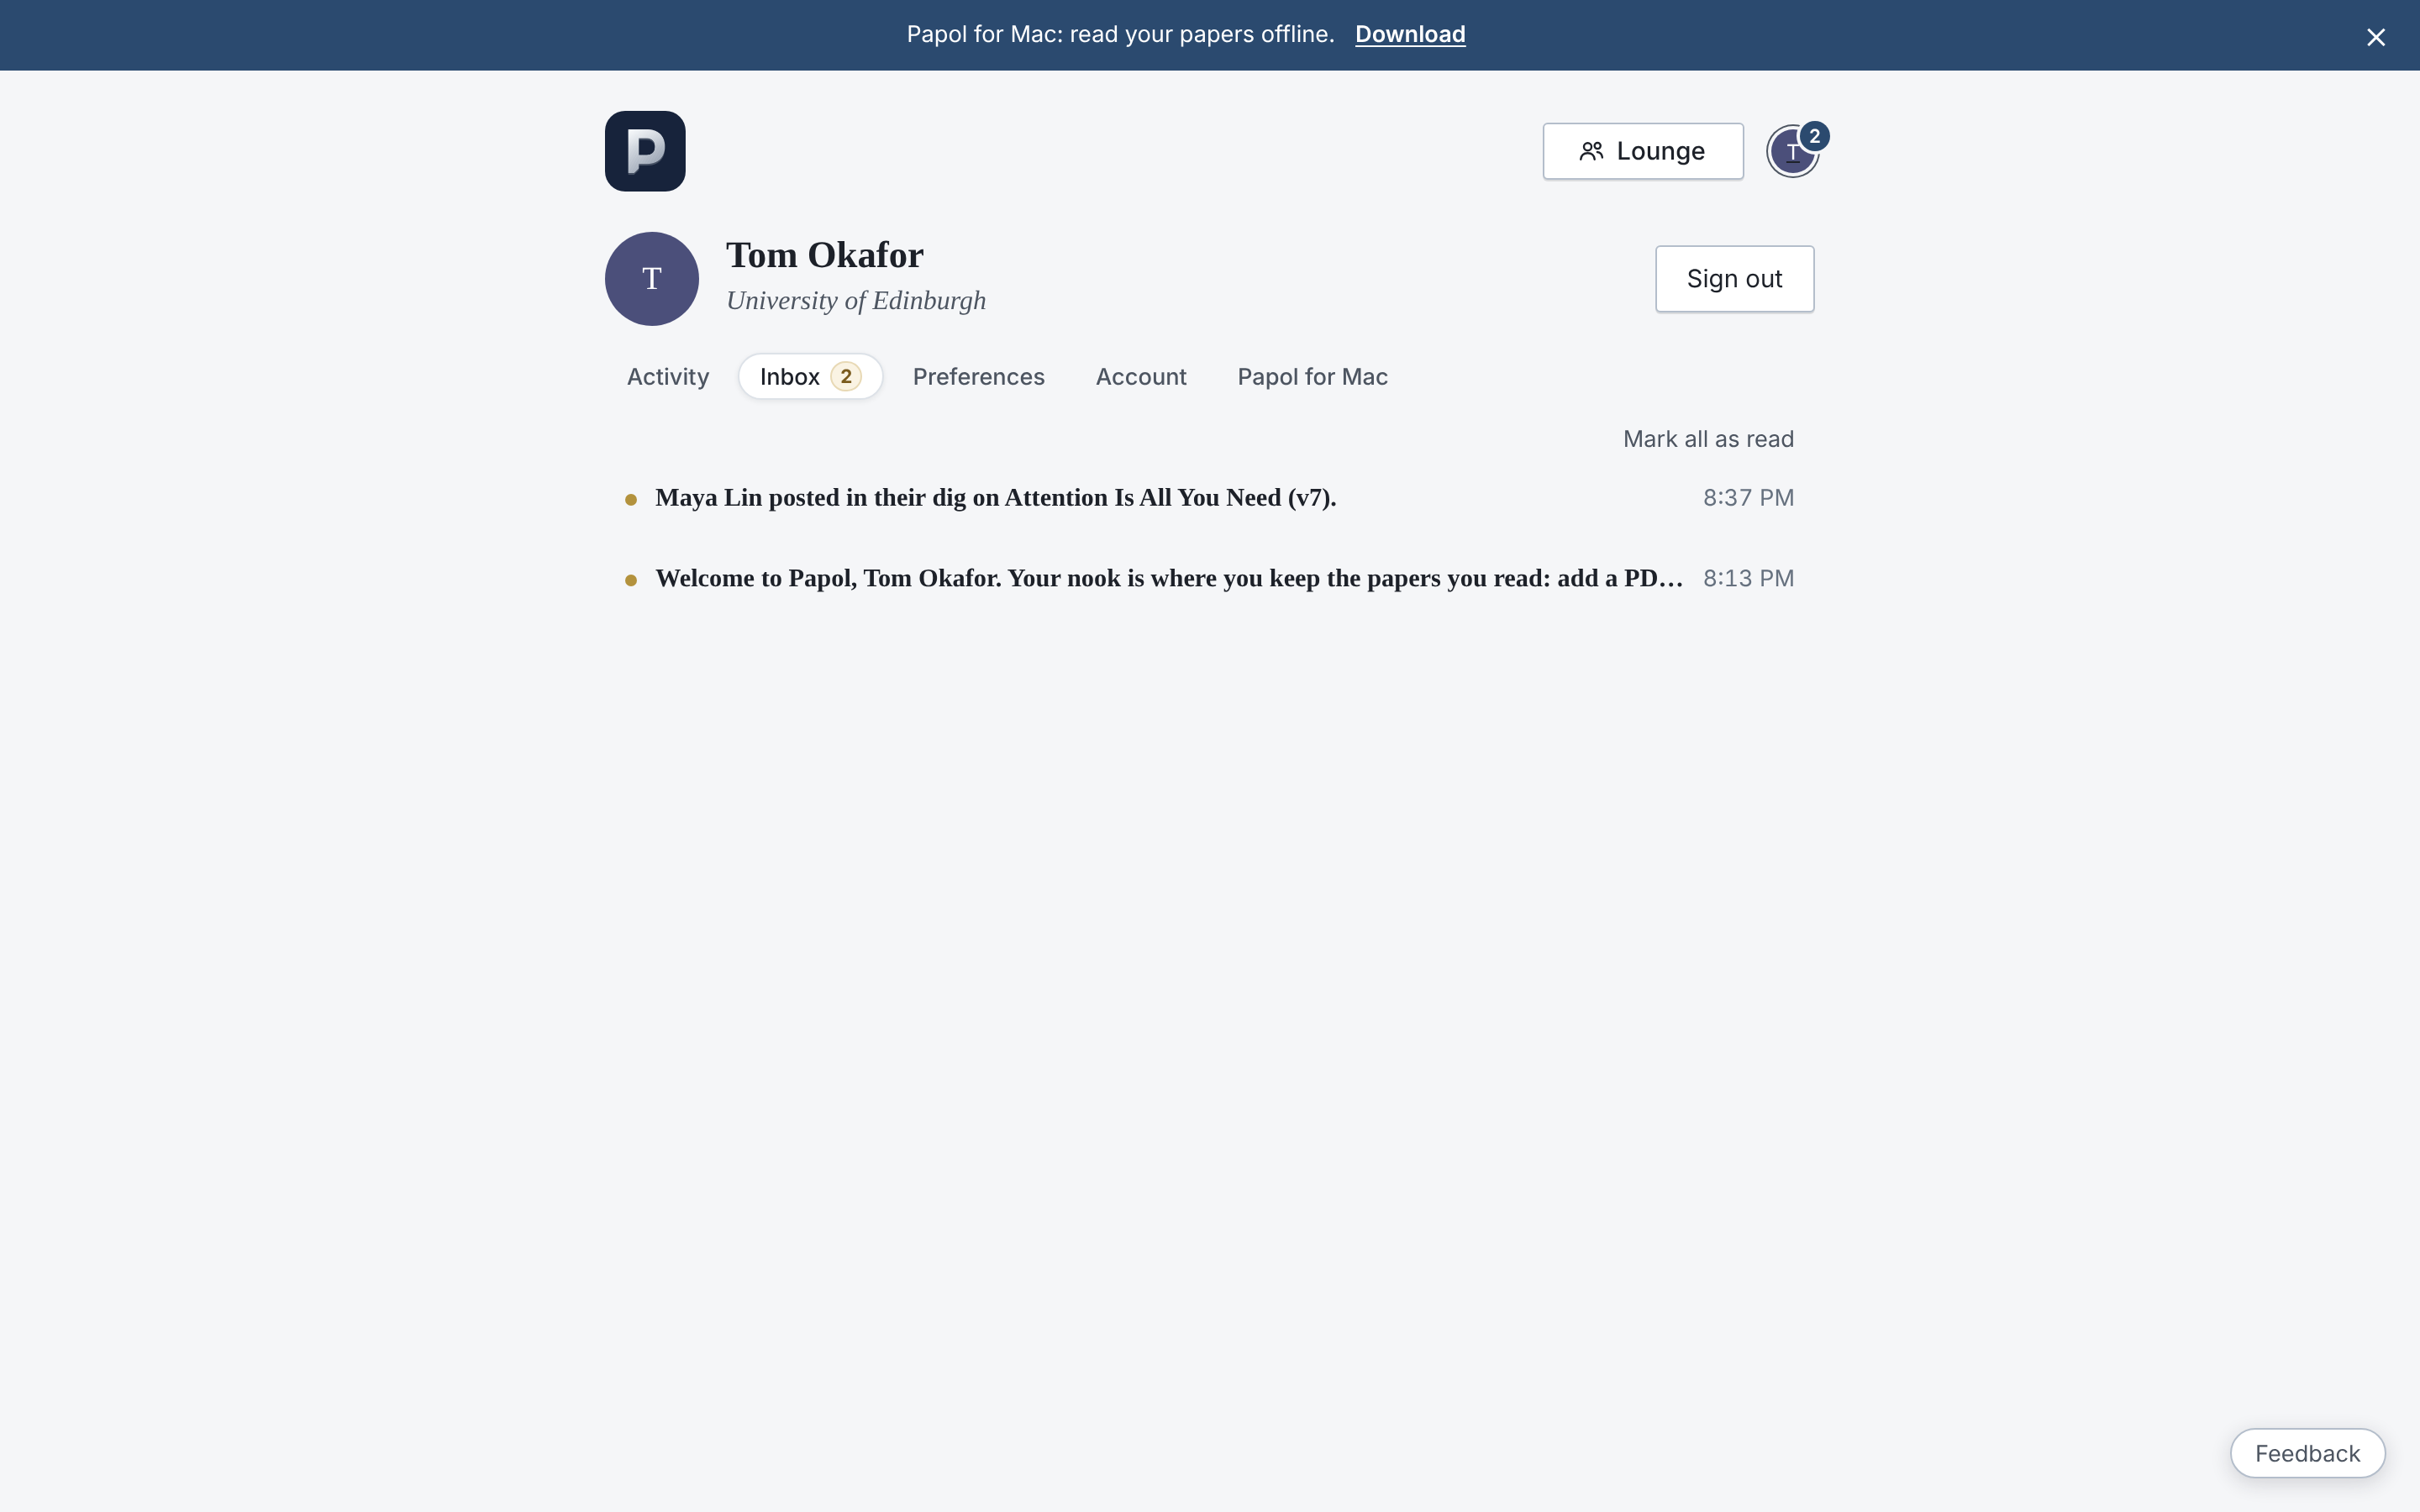 Papol for Mac: read your papers offline. Download
P
Lounge
T
2
T
Tom Okafor
University of Edinburgh
Sign out
Activity
Inbox 2
Preferences
Account
Papol for Mac
Mark all as read
Maya Lin posted in their dig on Attention Is All You Need (v7). 8:37 PM
Welcome to Papol, Tom Okafor. Your nook is where you keep the papers you read: add a PD… 8:13 PM
Feedback